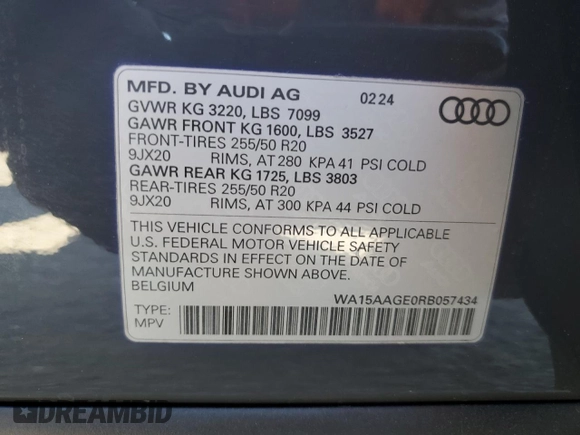 MFD. BY AUDI AG 0224
GVWR KG 3220, LBS 7099
GAWR FRONT KG 1600, LBS 3527
FRONT-TIRES 255/50 R20
9JX20 RIMS, AT 280 KPA 41 PSI COLD
GAWR REAR KG 1725, LBS 3803
REAR-TIRES 255/50 R20
9JX20 RIMS, AT 300 KPA 44 PSI COLD
THIS VEHICLE CONFORMS TO ALL APPLICABLE
U.S. FEDERAL MOTOR VEHICLE SAFETY
STANDARDS IN EFFECT ON THE DATE OF
MANUFACTURE SHOWN ABOVE.
BELGIUM WA15AAGE0RB057434
TYPE:
MPV
DREAMBID